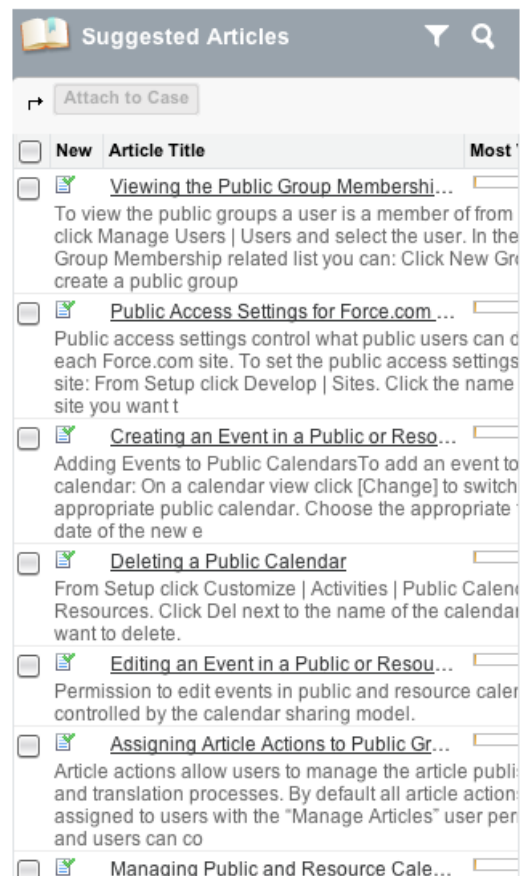 Suggested Articles
Attach to Case
New Article Title Most
Viewing the Public Group Membershi...
To view the public groups a user is a member of from
click Manage Users | Users and select the user. In the
Group Membership related list you can: Click New Gro
create a public group
Public Access Settings for Force.com ...
Public access settings control what public users can d
each Force.com site. To set the public access settings
site: From Setup click Develop | Sites. Click the name
site you want t
Creating an Event in a Public or Reso...
Adding Events to Public CalendarsTo add an event to
calendar: On a calendar view click [Change] to switch
appropriate public calendar. Choose the appropriate
date of the new e
Deleting a Public Calendar
From Setup click Customize | Activities | Public Calend
Resources. Click Del next to the name of the calendar
want to delete.
Editing an Event in a Public or Resou...
Permission to edit events in public and resource caler
controlled by the calendar sharing model.
Assigning Article Actions to Public Gr...
Article actions allow users to manage the article publi
and translation processes. By default all article action
assigned to users with the “Manage Articles” user per
and users can co
Managing Public and Resource Cale...